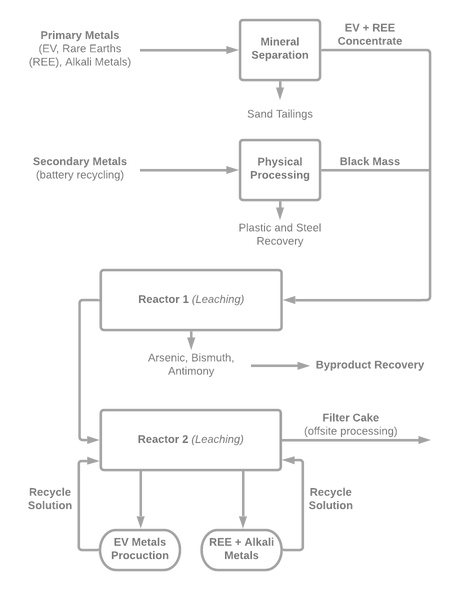 Primary Metals
(EV, Rare Earths
(REE), Alkali Metals)
Mineral
Separation
EV + REE
Concentrate
Sand Tailings
Secondary Metals
(battery recycling)
Physical
Processing
Black Mass
Plastic and Steel
Recovery
Reactor 1 (Leaching)
Arsenic, Bismuth,
Antimony
Byproduct Recovery
Reactor 2 (Leaching)
Filter Cake
(offsite processing)
Recycle
Solution
Recycle
Solution
EV Metals
Procuction
REE + Alkali
Metals